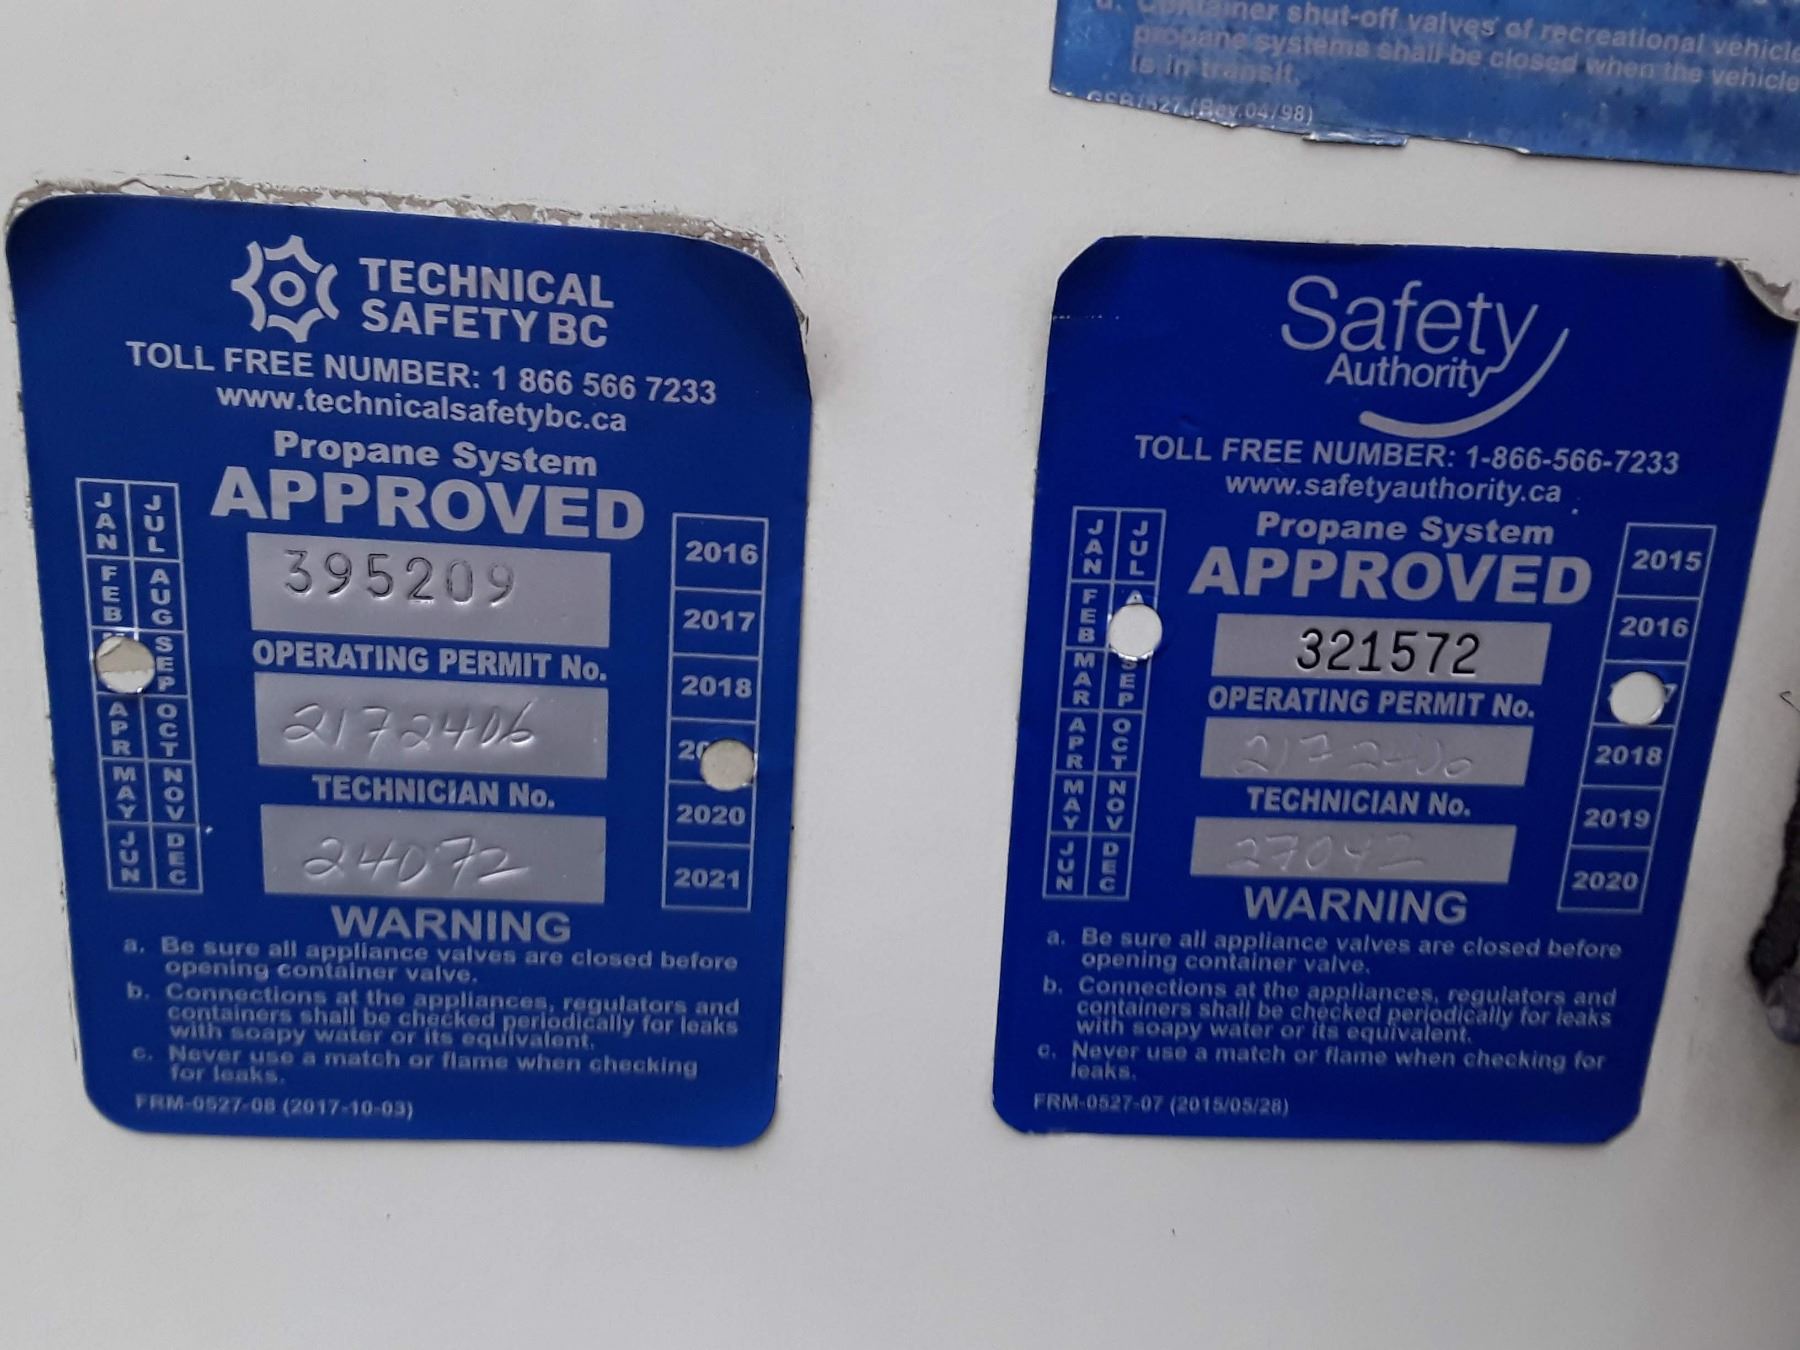 d. Container shut-off valves of recreational vehicle
propane systems shall be closed when the vehicle
is in transit.
(Rev.04/98)
TECHNICAL
SAFETY BC
TOLL FREE NUMBER: 1 866 566 7233
www.technicalsafetybc.ca
Propane System
APPROVED
395209
OPERATING PERMIT No.
2172406
TECHNICIAN No.
24072
JAN JUL
FEB AUG
SEP
APR OCT
MAY NOV
JUN DEC
2016
2017
2018
2020
2021
WARNING
a. Be sure all appliance valves are closed before
opening container valve.
b. Connections at the appliances, regulators and
containers shall be checked periodically for leaks
with soapy water or its equivalent.
c. Never use a match or flame when checking
for leaks.
FRM-0527-08 (2017-10-03)
Safety
Authority
TOLL FREE NUMBER: 1-866-566-7233
www.safetyauthority.ca
Propane System
APPROVED
321572
OPERATING PERMIT No.
TECHNICIAN No.
JAN JUL
FEB
MAR SEP
APR OCT
MAY NOV
JUN DEC
2015
2016
2018
2019
2020
WARNING
a. Be sure all appliance valves are closed before
opening container valve.
b. Connections at the appliances, regulators and
containers shall be checked periodically for leaks
with soapy water or its equivalent.
c. Never use a match or flame when checking for
leaks.
FRM-0527-07 (2015/05/28)